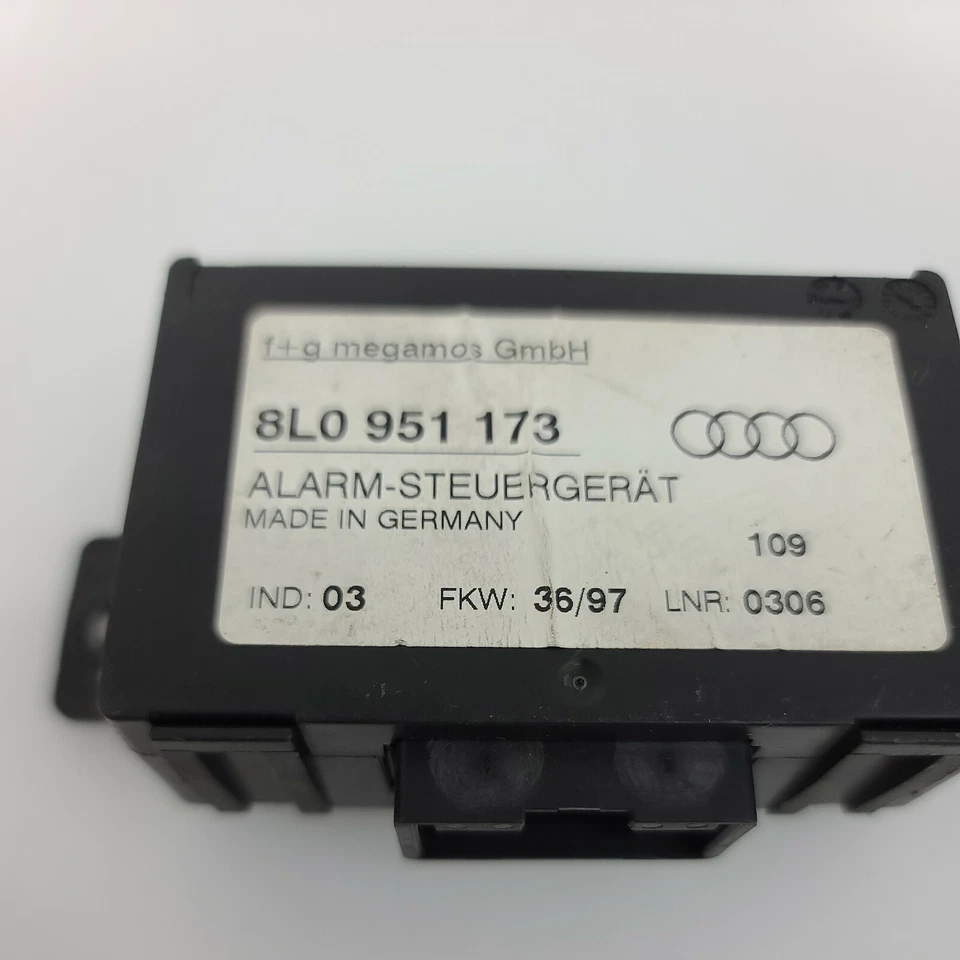 f+g megamos GmbH
8L0 951 173
ALARM-STEUERGERÄT
MADE IN GERMANY
109
IND: 03 FKW: 36/97 LNR: 0306